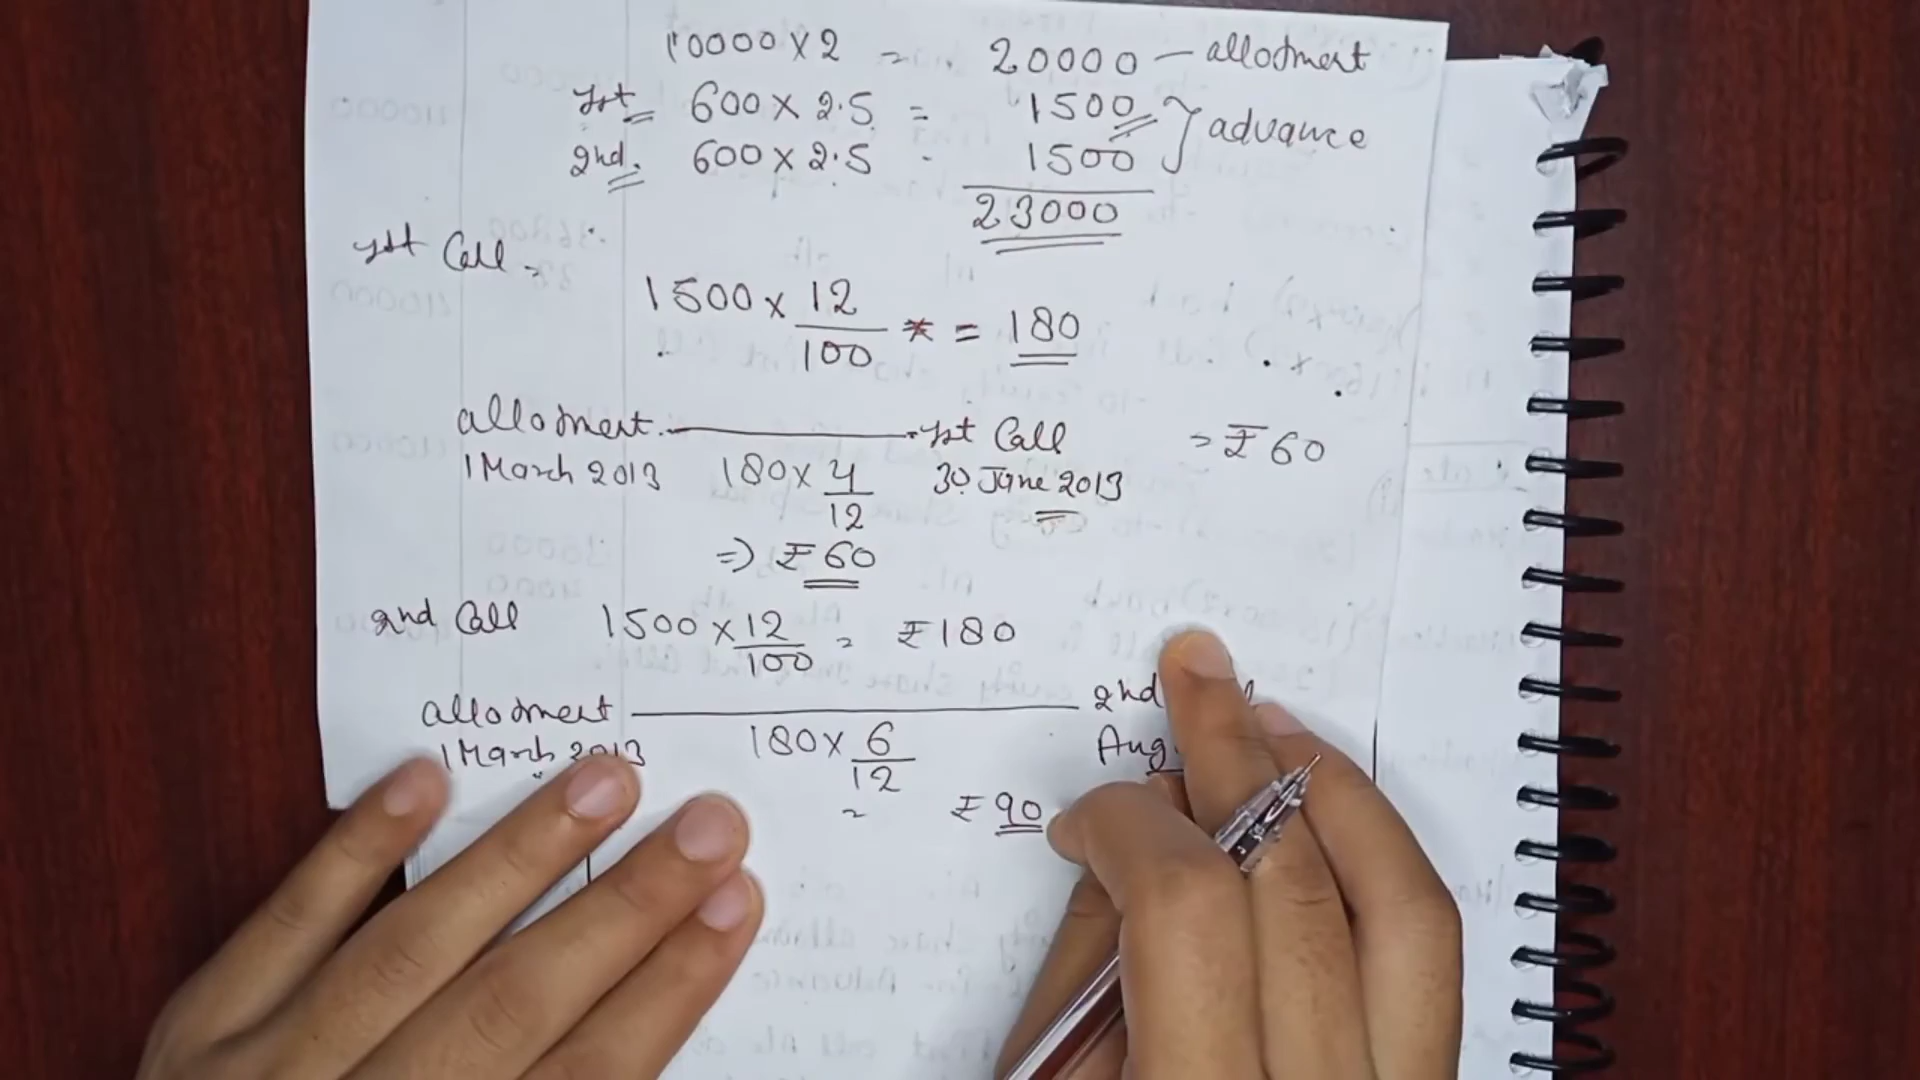 10000 X 2 = 20000 — allotment
1st 600 X 2.5 = 1500
2nd. 600 X 2.5 - 1500 } advance
23000
1st Call =
1500 x 12/100 * = 180
allotment. — 1st Call = ₹ 60
1 March 2013 180 x 4/12 30 June 2013
=> ₹ 60
2nd Call 1500 x 12/100 = ₹ 180
allotment — 2nd
1 March 2013 180 x 6/12 Aug
= ₹ 90